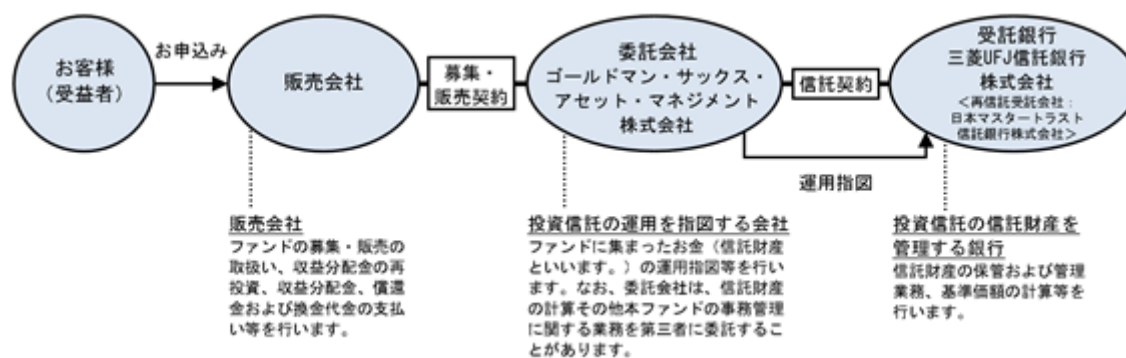 お客様
（受益者）
お申込み
販売会社
募集・
販売契約
委託会社
ゴールドマン・サックス・
アセット・マネジメント
株式会社
信託契約
受託銀行
三菱UFJ信託銀行
株式会社
＜再信託受託会社：
日本マスタートラスト
信託銀行株式会社＞
運用指図
販売会社
ファンドの募集・販売の
取扱い、収益分配金の再
投資、収益分配金、償還
金および換金代金の支払
い等を行います。
投資信託の運用を指図する会社
ファンドに集まったお金（信託財産
といいます。）の運用指図等を行い
ます。なお、委託会社は、信託財産
の計算その他本ファンドの事務管理
に関する業務を第三者に委託するこ
とがあります。
投資信託の信託財産を
管理する銀行
信託財産の保管および管理
業務、基準価額の計算等を
行います。